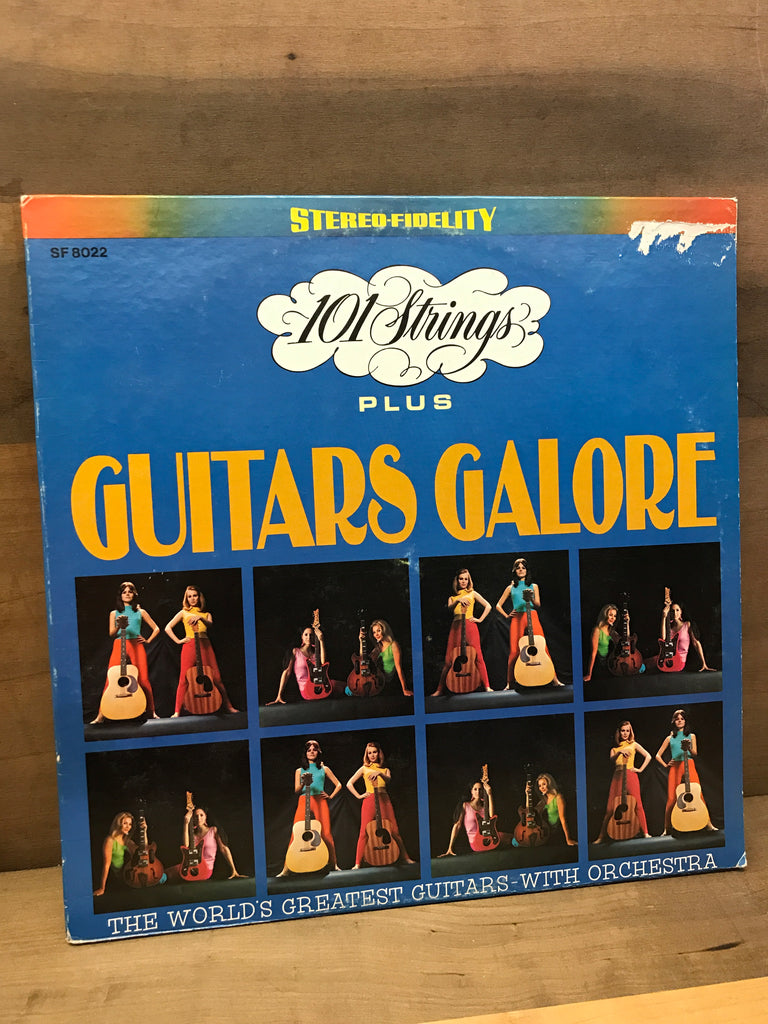 STEREO-FIDELITY
SF 8022
101 Strings
PLUS
GUITARS GALORE
THE WORLD'S GREATEST GUITARS-WITH ORCHESTRA